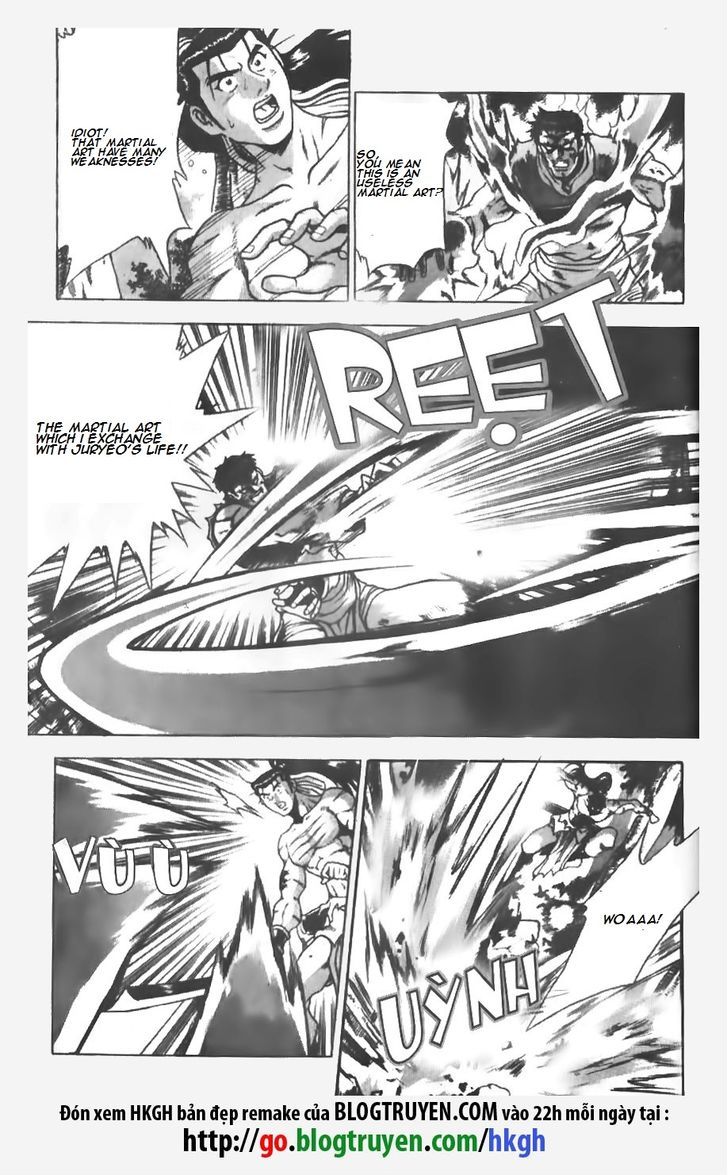 IDIOT!
THAT MARTIAL
ART HAVE MANY
WEAKNESSES!
SO,
YOU MEAN
THIS IS AN
USELESS
MARTIAL ART?
REẸT
THE MARTIAL ART
WHICH I EXCHANGE
WITH JURYEO'S LIFE!!
VÙ Ù
WOAAA!
UỲNH
Đón xem HKGH bản đẹp remake của BLOGTRUYEN.COM vào 22h mỗi ngày tại :
http://go.blogtruyen.com/hkgh